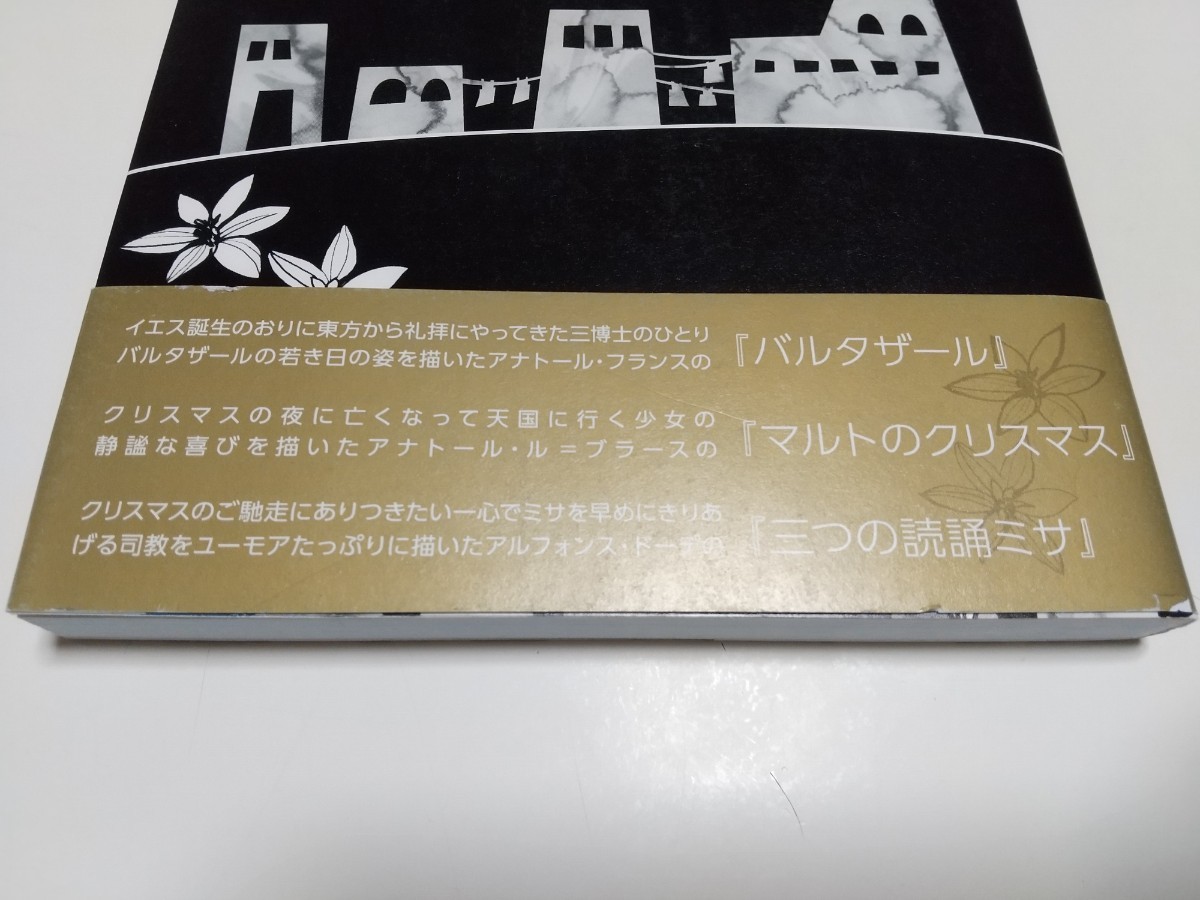 イエス誕生のおりに東方から礼拝にやってきた三博士のひとり
バルタザールの若き日の姿を描いたアナトール・フランスの
『バルタザール』
クリスマスの夜に亡くなって天国に行く少女の
静謐な喜びを描いたアナトール・ル＝ブラースの
『マルトのクリスマス』
クリスマスのご馳走にありつきたい一心でミサを早めにきりあ
げる司教をユーモアたっぷりに描いたアルフォンス・ドーデの
『三つの読誦ミサ』